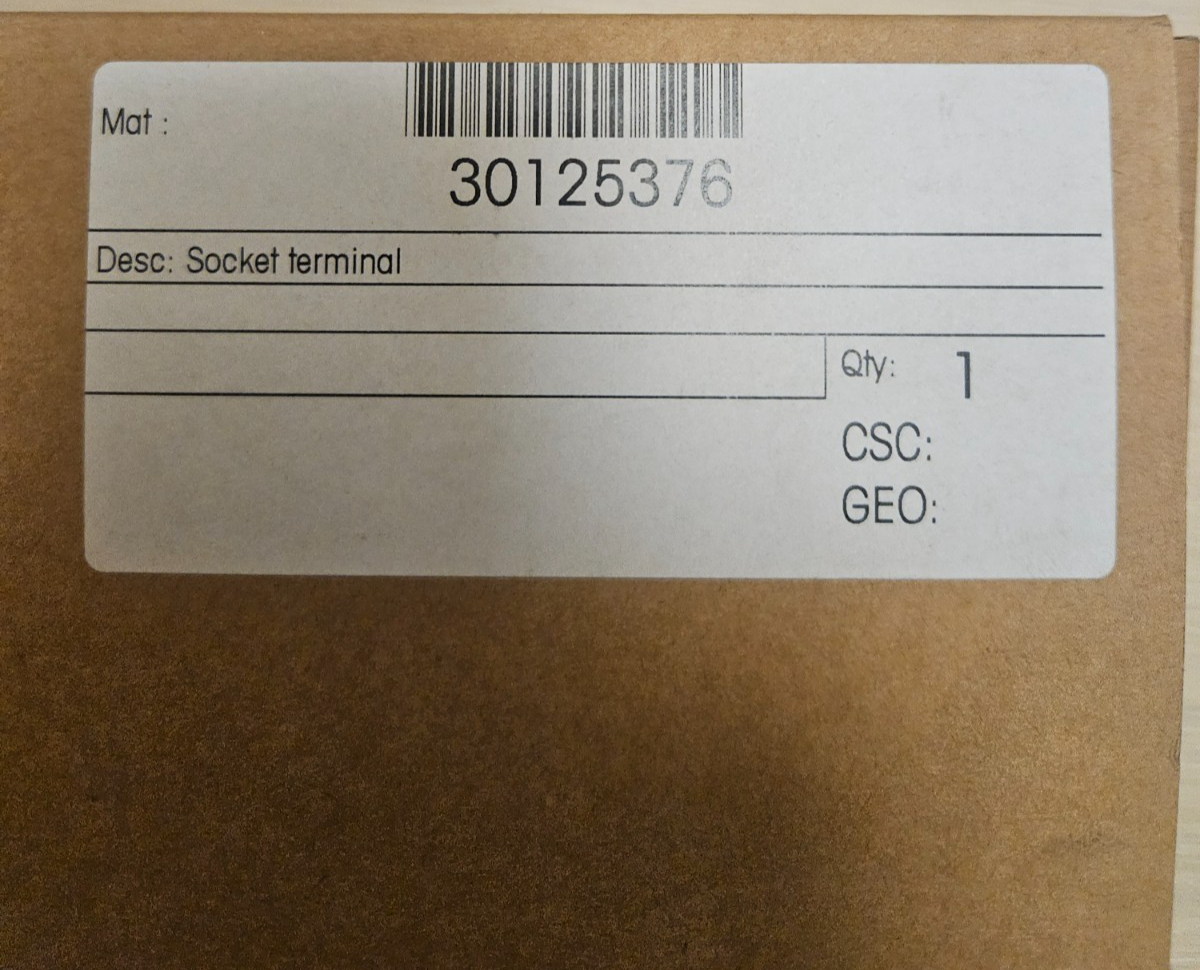 Mat :
30125376
Desc: Socket terminal
Qty: 1
CSC:
GEO: